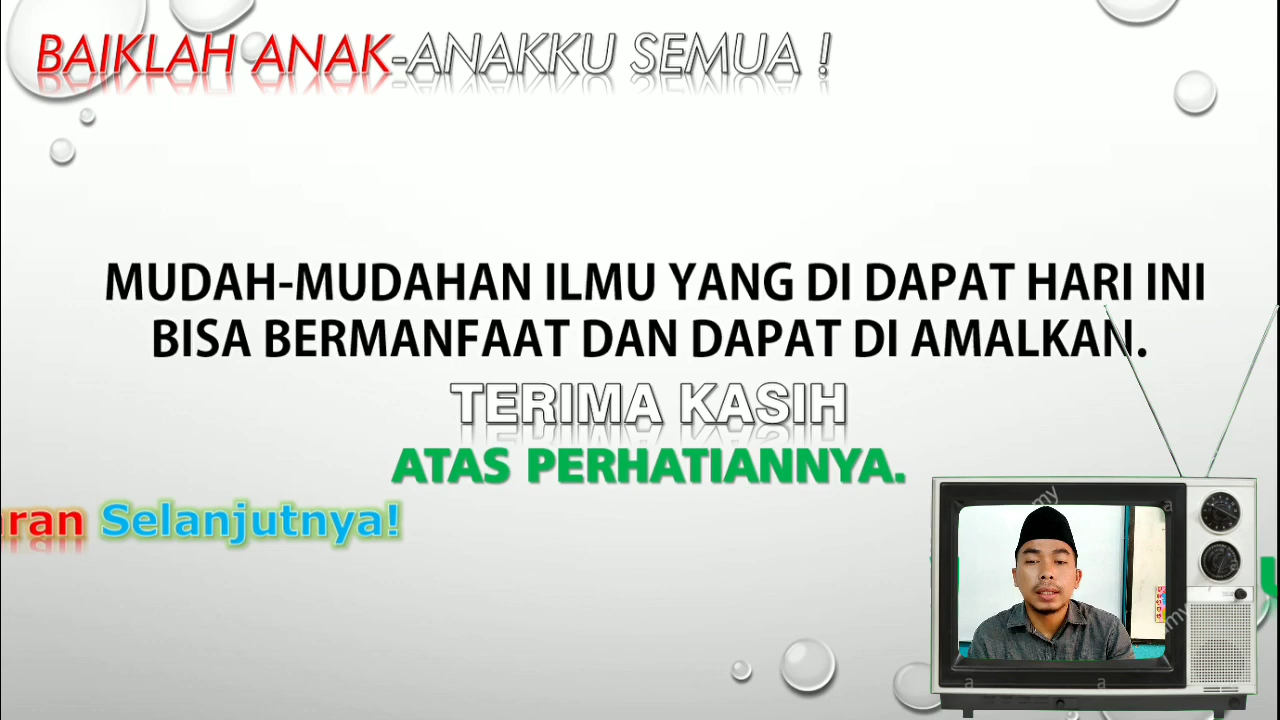 BAIKLAH ANAK-ANAKKU SEMUA !
MUDAH-MUDAHAN ILMU YANG DI DAPAT HARI INI
BISA BERMANFAAT DAN DAPAT DI AMALKAN.
TERIMA KASIH
ATAS PERHATIANNYA.
Selanjutnya!